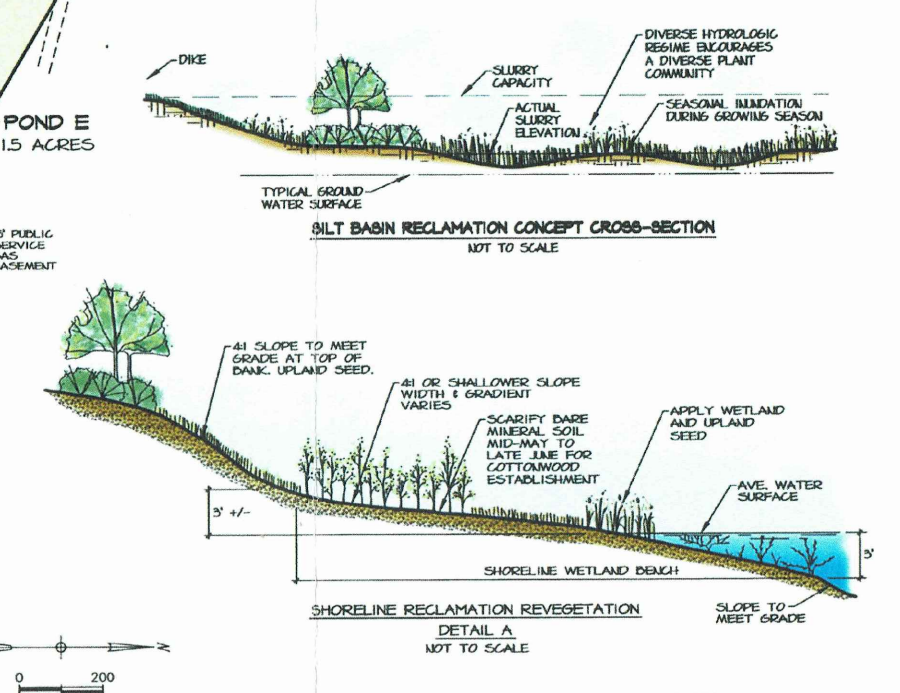 DIKE
SLURRY
CAPACITY
DIVERSE HYDROLOGIC
REGIME ENCOURAGES
A DIVERSE PLANT
COMMUNITY
ACTUAL
SLURRY
ELEVATION
SEASONAL INUNDATION
DURING GROWING SEASON
POND E
1.5 ACRES
TYPICAL GROUND
WATER SURFACE
SILT BASIN RECLAMATION CONCEPT CROSS-SECTION
NOT TO SCALE
' PUBLIC
SERVICE
GAS
EASEMENT
4:1 SLOPE TO MEET
GRADE AT TOP OF
BANK. UPLAND SEED.
4:1 OR SHALLOWER SLOPE
WIDTH & GRADIENT
VARIES
SCARIFY BARE
MINERAL SOIL
MID-MAY TO
LATE JUNE FOR
COTTONWOOD
ESTABLISHMENT
APPLY WETLAND
AND UPLAND
SEED
AVE. WATER
SURFACE
3' +/-
3'
SHORELINE WETLAND BENCH
SLOPE TO
MEET GRADE
SHORELINE RECLAMATION REVEGETATION
DETAIL A
NOT TO SCALE
N
0 200